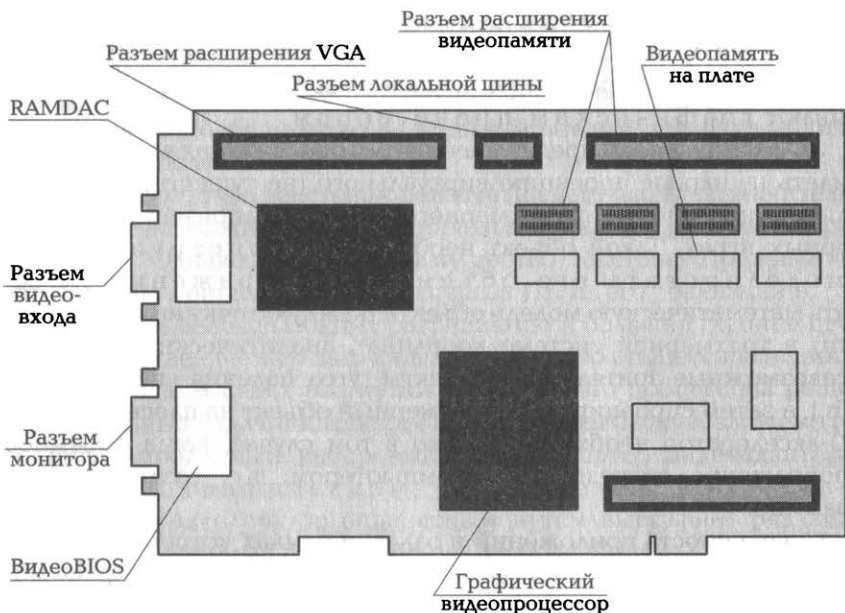 Разъем расширения
видеопамяти
Разъем расширения VGA
Видеопамять
на плате
Разъем локальной шины
RAMDAC
Разъем
видео-
входа
Разъем
монитора
ВидеоBIOS
Графический
видеопроцессор